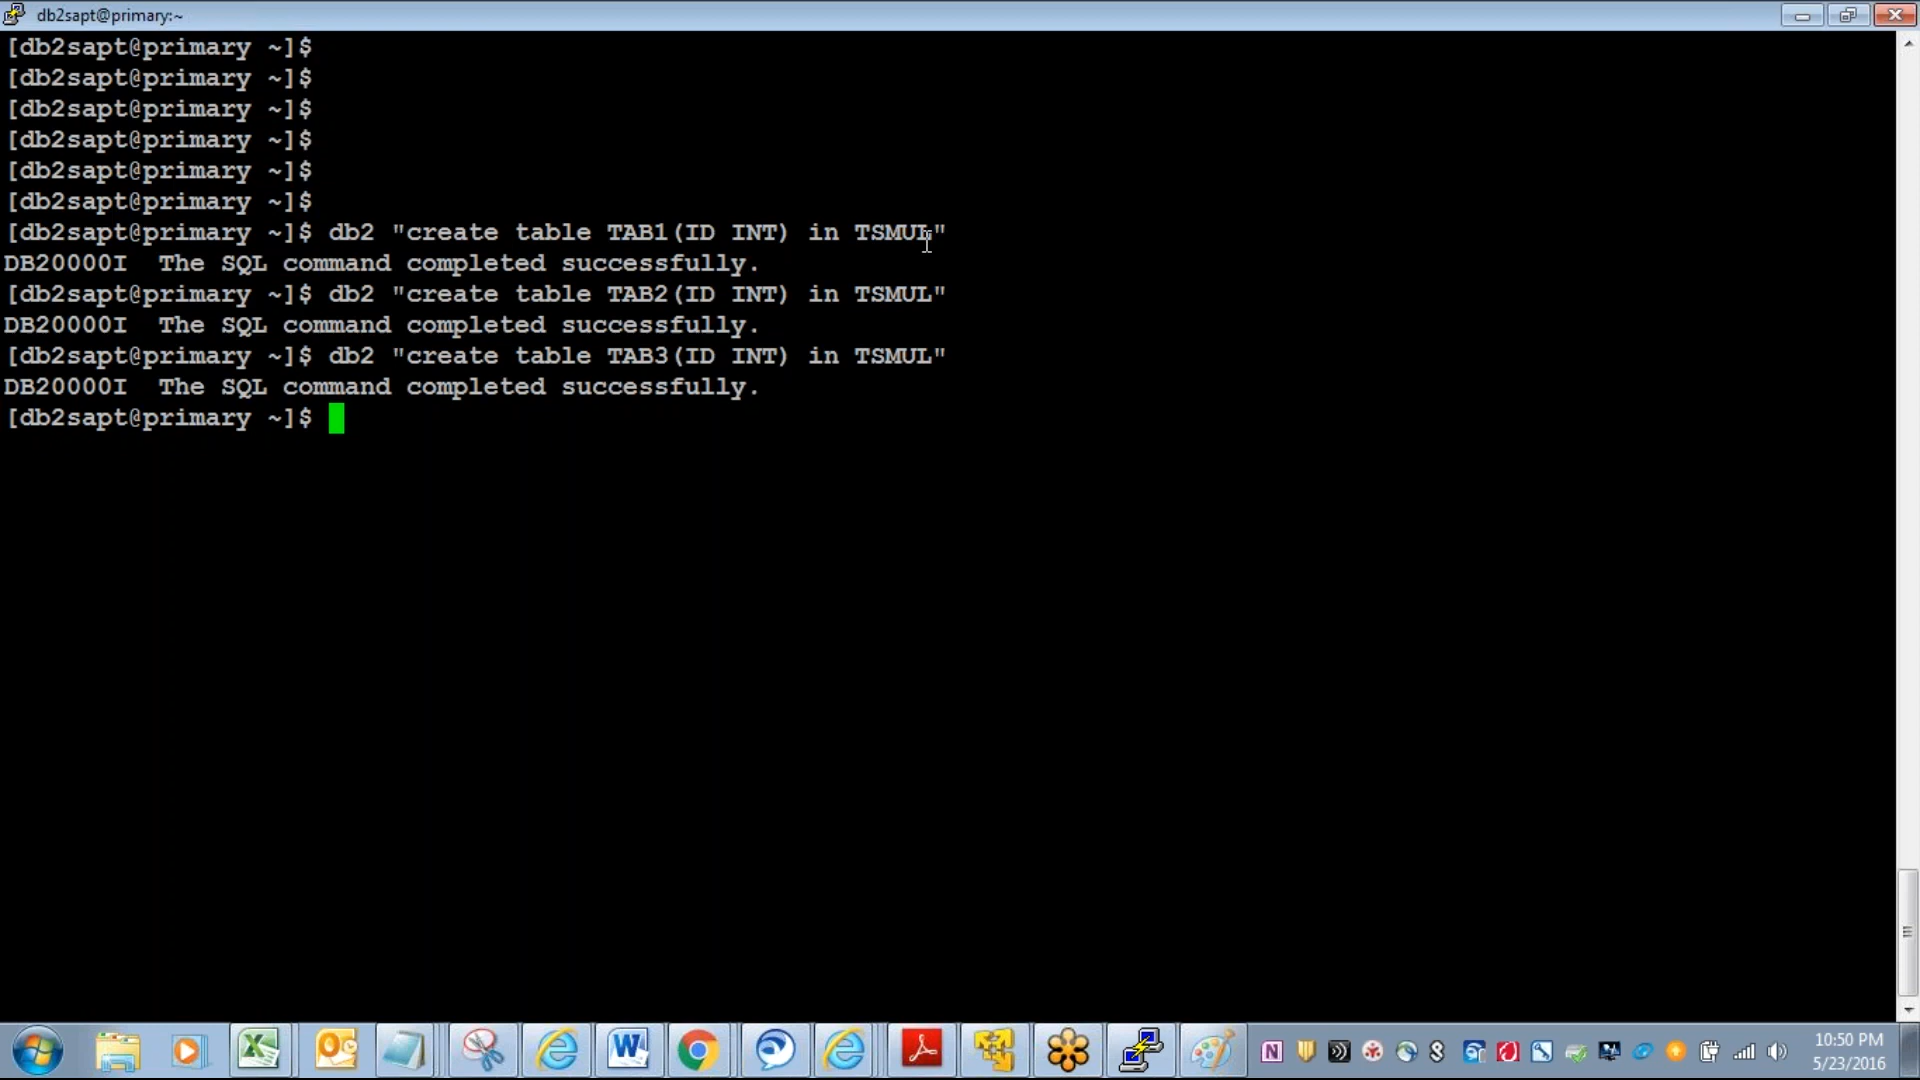 db2sapt@primary:~
[db2sapt@primary ~]$
[db2sapt@primary ~]$
[db2sapt@primary ~]$
[db2sapt@primary ~]$
[db2sapt@primary ~]$
[db2sapt@primary ~]$
[db2sapt@primary ~]$ db2 "create table TAB1(ID INT) in TSMUL"
DB20000I  The SQL command completed successfully.
[db2sapt@primary ~]$ db2 "create table TAB2(ID INT) in TSMUL"
DB20000I  The SQL command completed successfully.
[db2sapt@primary ~]$ db2 "create table TAB3(ID INT) in TSMUL"
DB20000I  The SQL command completed successfully.
[db2sapt@primary ~]$
10:50 PM
5/23/2016